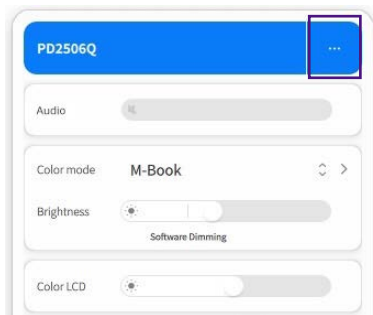 PD2506Q ...
Audio
Color mode M-Book
Brightness
Software Dimming
Color LCD